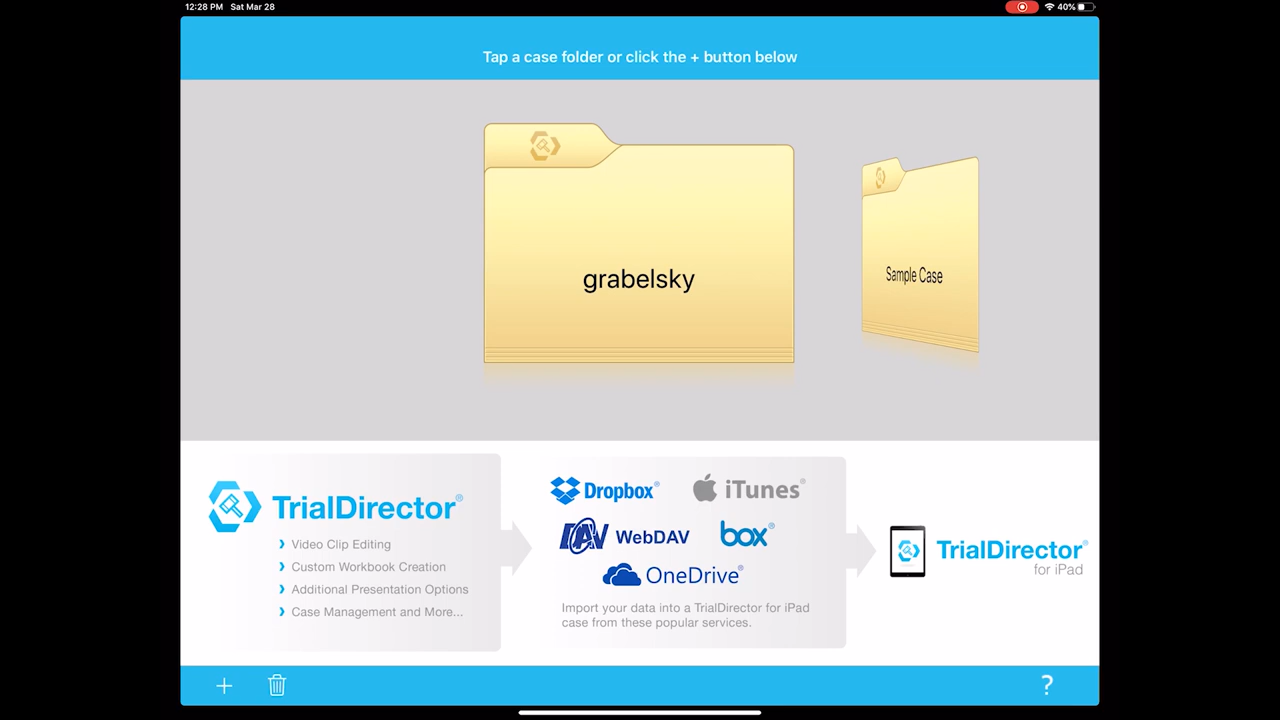 12:28 PM Sat Mar 28
40%
Tap a case folder or click the + button below
grabelsky
Sample Case
TrialDirector®
Video Clip Editing
Custom Workbook Creation
Additional Presentation Options
Case Management and More...
Dropbox®
iTunes®
DAV WebDAV
box®
OneDrive®
Import your data into a TrialDirector for iPad
case from these popular services.
TrialDirector®
for iPad
?